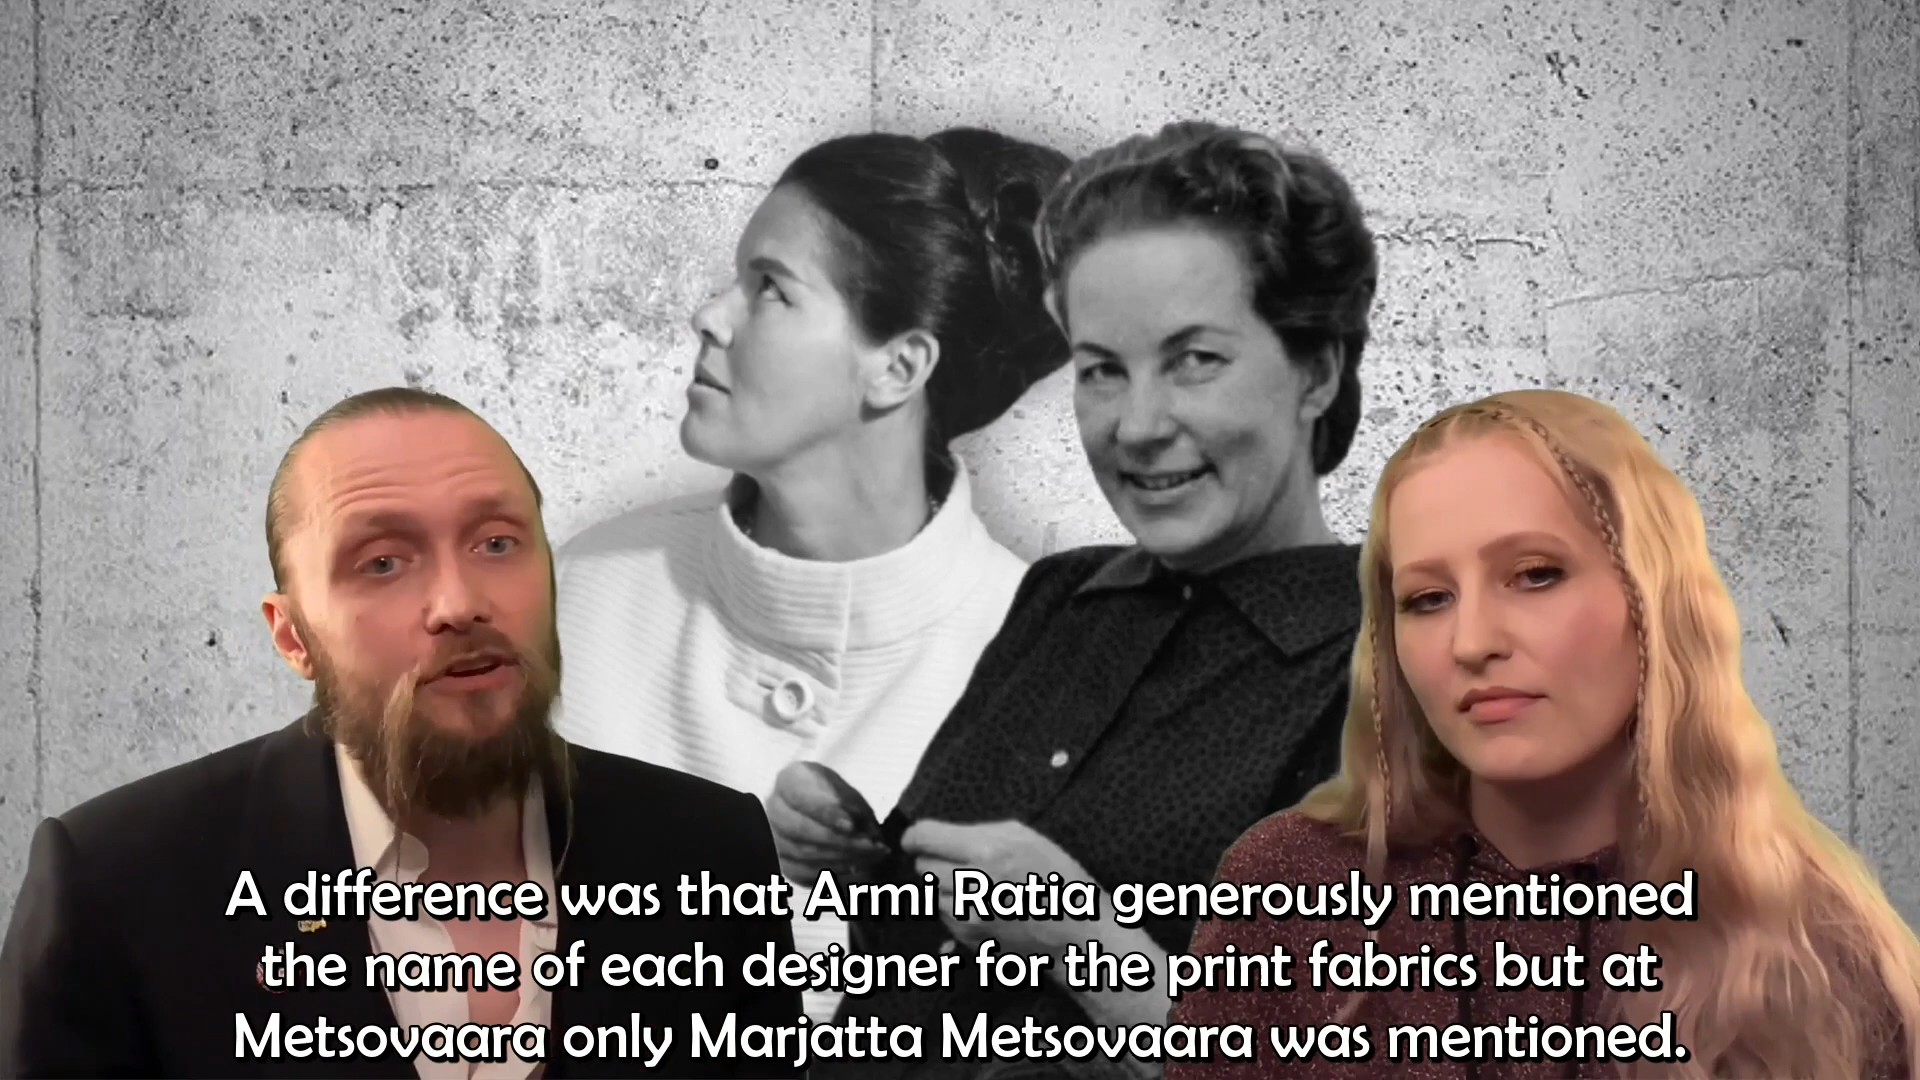 A difference was that Armi Ratia generously mentioned
the name of each designer for the print fabrics but at
Metsovaara only Marjatta Metsovaara was mentioned.